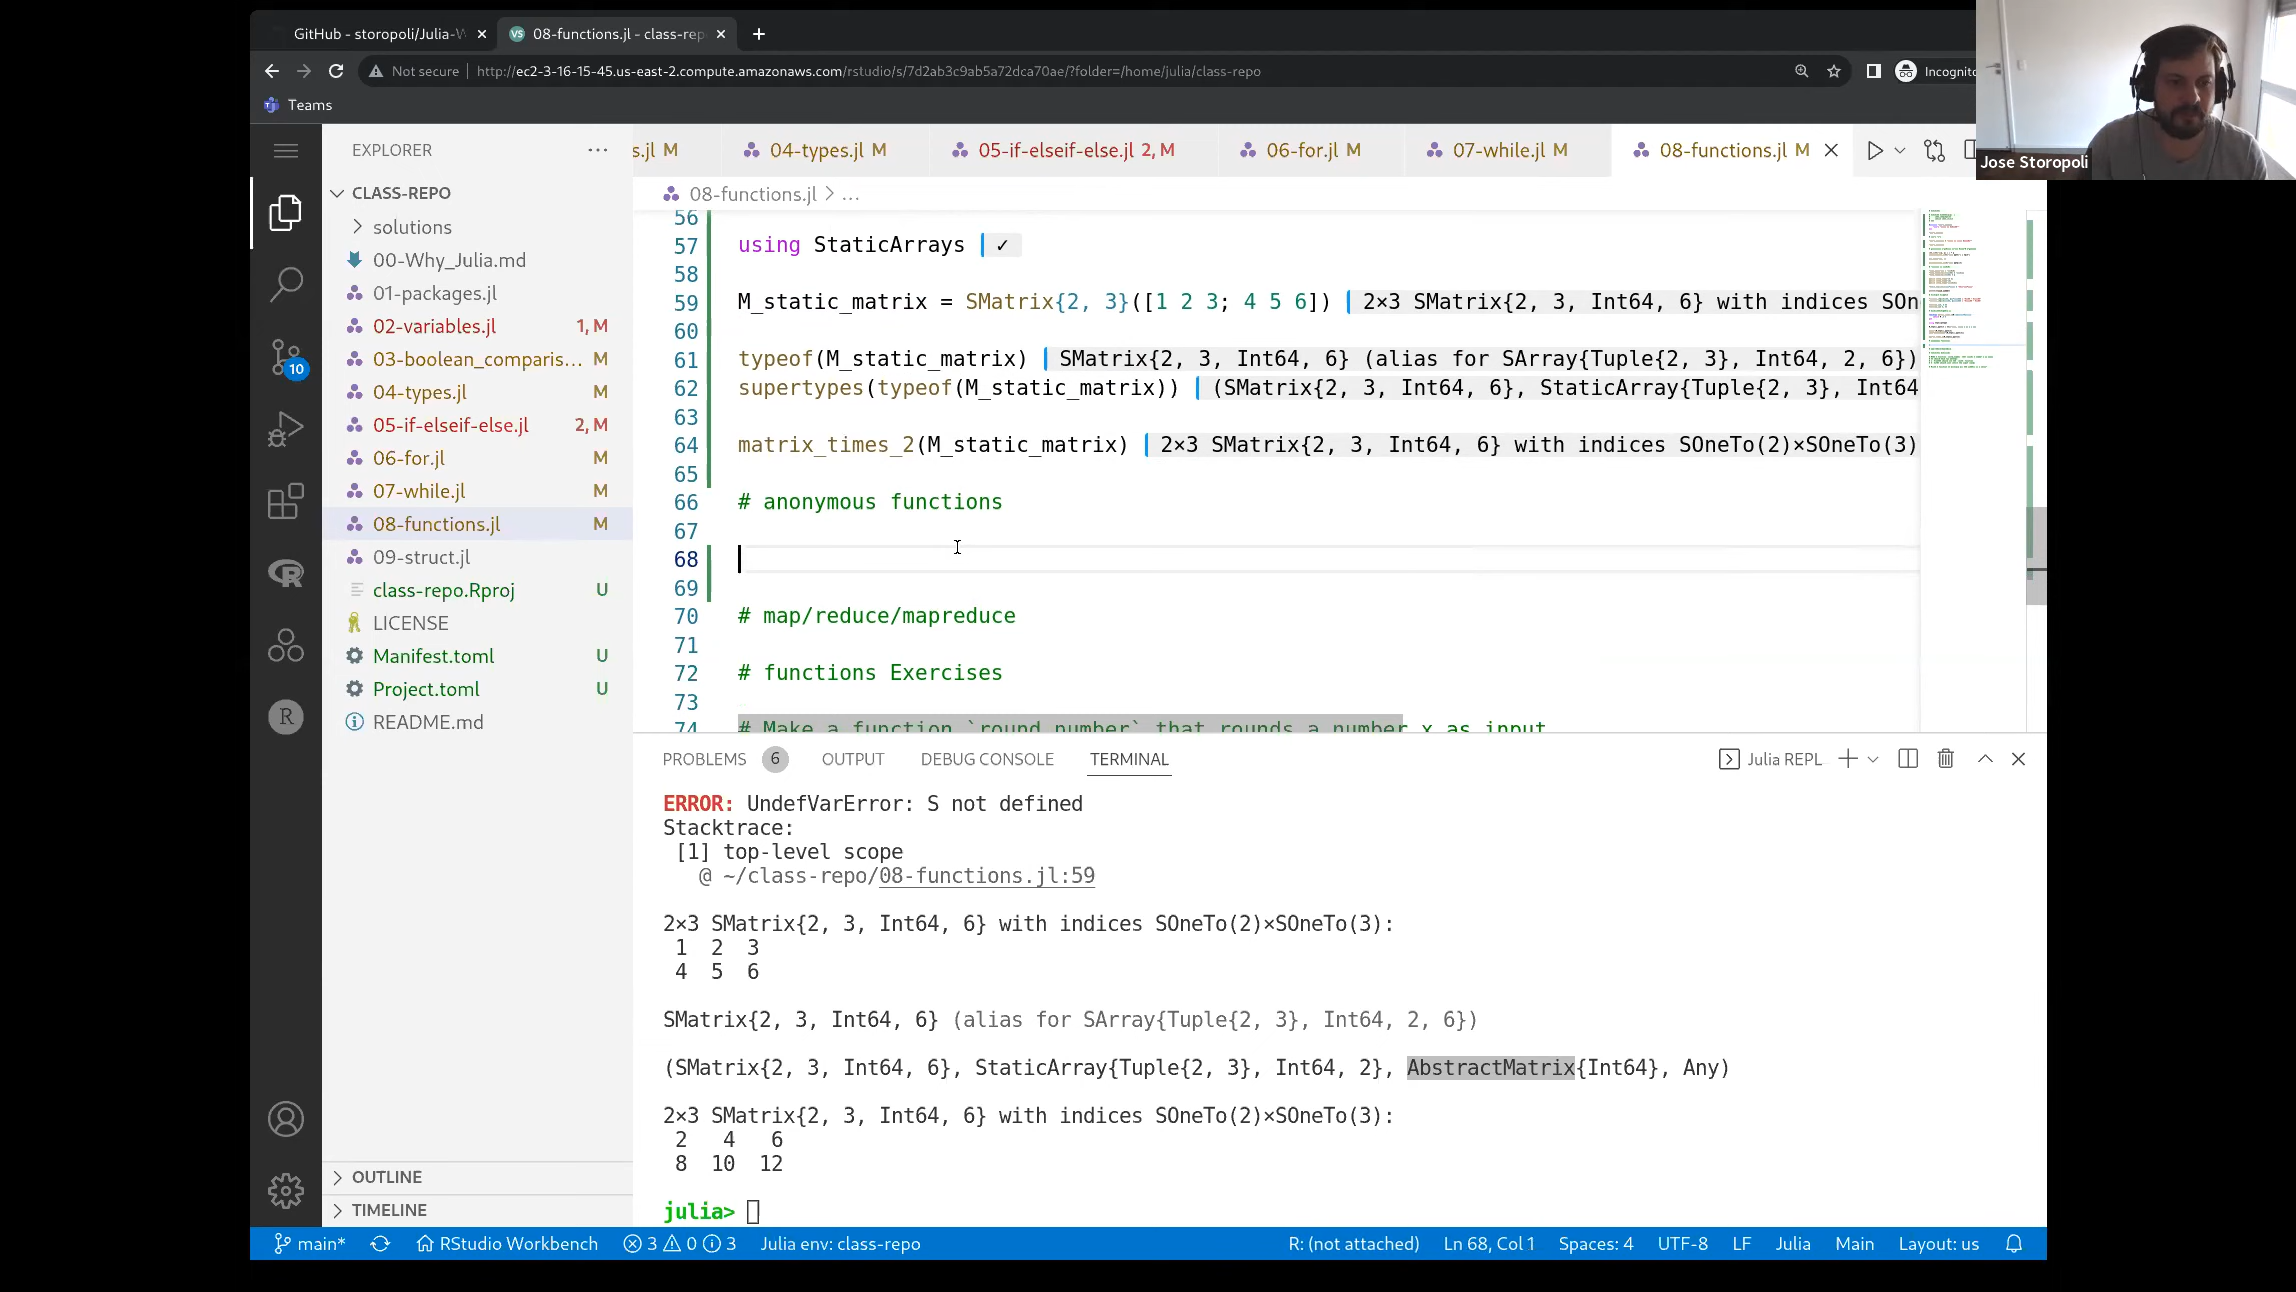 GitHub - storopoli/Julia-W
VS 08-functions.jl - class-rep
Not secure http://ec2-3-16-15-45.us-east-2.compute.amazonaws.com/rstudio/s/7d2ab3c9ab5a72dca70ae/?folder=/home/julia/class-repo
Incognito
Teams
Jose Storopoli
EXPLORER
s.jl M 04-types.jl M 05-if-elseif-else.jl 2, M 06-for.jl M 07-while.jl M 08-functions.jl M
CLASS-REPO
solutions
00-Why_Julia.md
01-packages.jl
02-variables.jl 1, M
03-boolean_comparis... M
04-types.jl M
05-if-elseif-else.jl 2, M
06-for.jl M
07-while.jl M
08-functions.jl M
09-struct.jl
class-repo.Rproj U
LICENSE
Manifest.toml U
Project.toml U
README.md
10
R
R
OUTLINE
TIMELINE
08-functions.jl > ...
56
57 using StaticArrays ✓
58
59 M_static_matrix = SMatrix{2, 3}([1 2 3; 4 5 6]) 2×3 SMatrix{2, 3, Int64, 6} with indices SOn
60
61 typeof(M_static_matrix) SMatrix{2, 3, Int64, 6} (alias for SArray{Tuple{2, 3}, Int64, 2, 6})
62 supertypes(typeof(M_static_matrix)) (SMatrix{2, 3, Int64, 6}, StaticArray{Tuple{2, 3}, Int64
63
64 matrix_times_2(M_static_matrix) 2×3 SMatrix{2, 3, Int64, 6} with indices SOneTo(2)×SOneTo(3)
65
66 # anonymous functions
67
68
69
70 # map/reduce/mapreduce
71
72 # functions Exercises
73
74 # Make a function `round_number` that rounds a number x as input
PROBLEMS 6 OUTPUT DEBUG CONSOLE TERMINAL Julia REPL
ERROR: UndefVarError: S not defined
Stacktrace:
[1] top-level scope
@ ~/class-repo/08-functions.jl:59
2×3 SMatrix{2, 3, Int64, 6} with indices SOneTo(2)×SOneTo(3):
1 2 3
4 5 6
SMatrix{2, 3, Int64, 6} (alias for SArray{Tuple{2, 3}, Int64, 2, 6})
(SMatrix{2, 3, Int64, 6}, StaticArray{Tuple{2, 3}, Int64, 2}, AbstractMatrix{Int64}, Any)
2×3 SMatrix{2, 3, Int64, 6} with indices SOneTo(2)×SOneTo(3):
2 4 6
8 10 12
julia>
main* RStudio Workbench 3 0 3 Julia env: class-repo R: (not attached) Ln 68, Col 1 Spaces: 4 UTF-8 LF Julia Main Layout: us